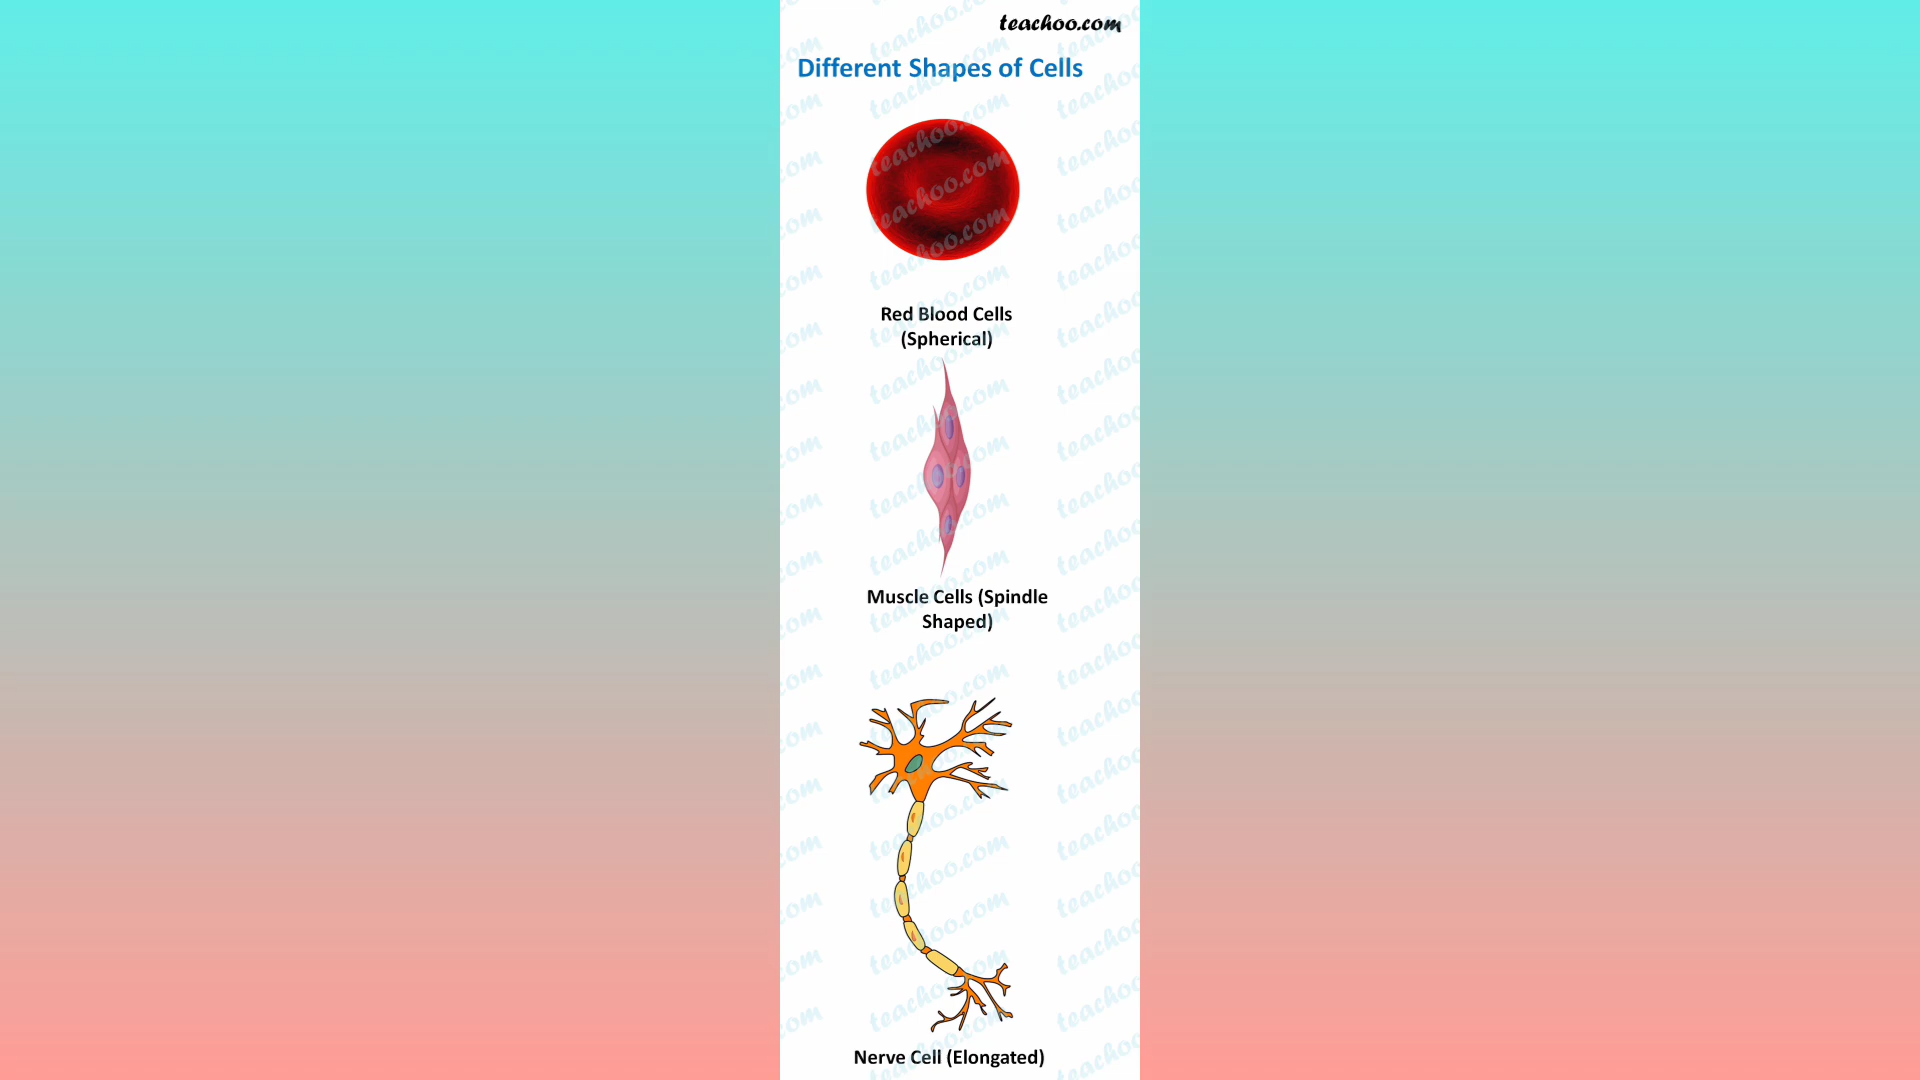 teachoo.com
Different Shapes of Cells
Red Blood Cells
(Spherical)
Muscle Cells (Spindle
Shaped)
Nerve Cell (Elongated)